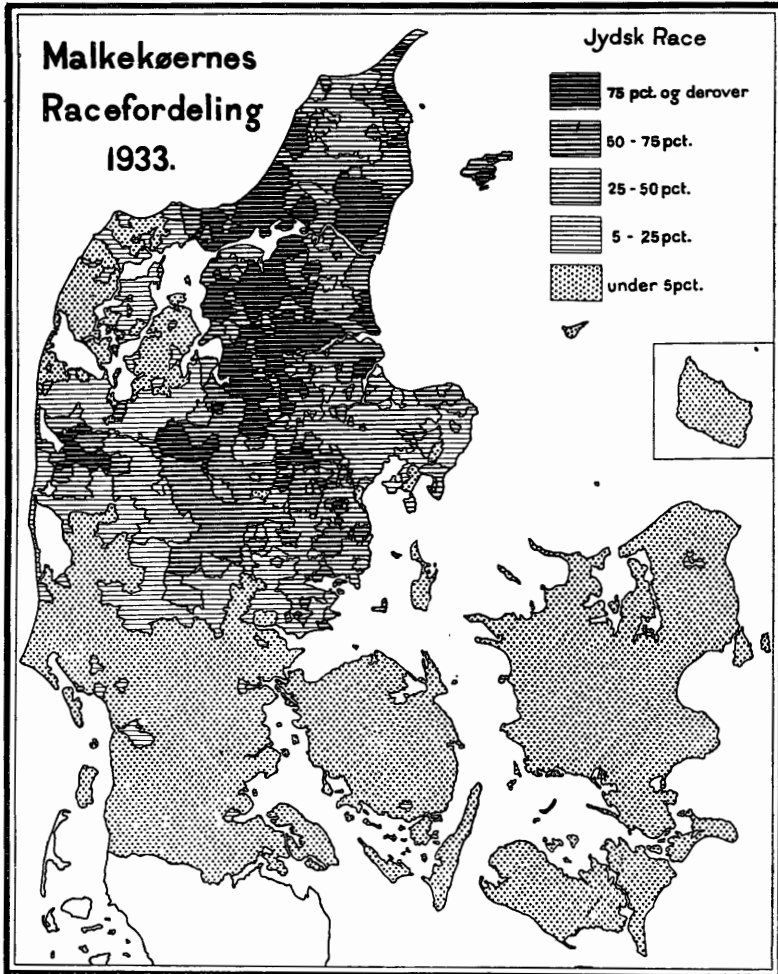 Malkekøernes
Racefordeling
1933.
Jydsk Race
75 pct. og derover
50 - 75 pct.
25 - 50 pct.
5 - 25 pct.
under 5 pct.